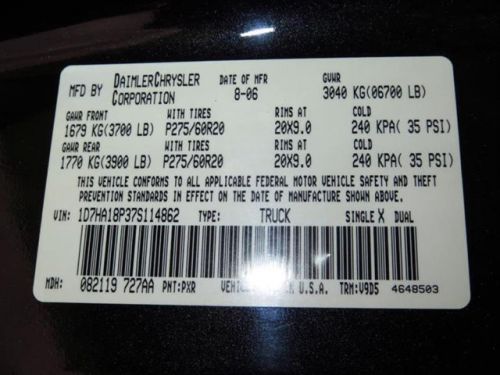 MFD BY DAIMLERCHRYSLER CORPORATION DATE OF MFR 8-06 GVWR 3040 KG(06700 LB)
GAWR FRONT WITH TIRES RIMS AT COLD
1679 KG(3700 LB) P275/60R20 20X9.0 240 KPA( 35 PSI)
GAWR REAR WITH TIRES RIMS AT COLD
1770 KG(3900 LB) P275/60R20 20X9.0 240 KPA( 35 PSI)
THIS VEHICLE CONFORMS TO ALL APPLICABLE FEDERAL MOTOR VEHICLE SAFETY AND THEFT
PREVENTION STANDARDS IN EFFECT ON THE DATE OF MANUFACTURE SHOWN ABOVE.
VIN: 1D7HA18P37S114862 TYPE: TRUCK SINGLE X DUAL
MDH: 082119 727AA PNT:PXR VEHICLE IN U.S.A. TRM:V9D5 4648503